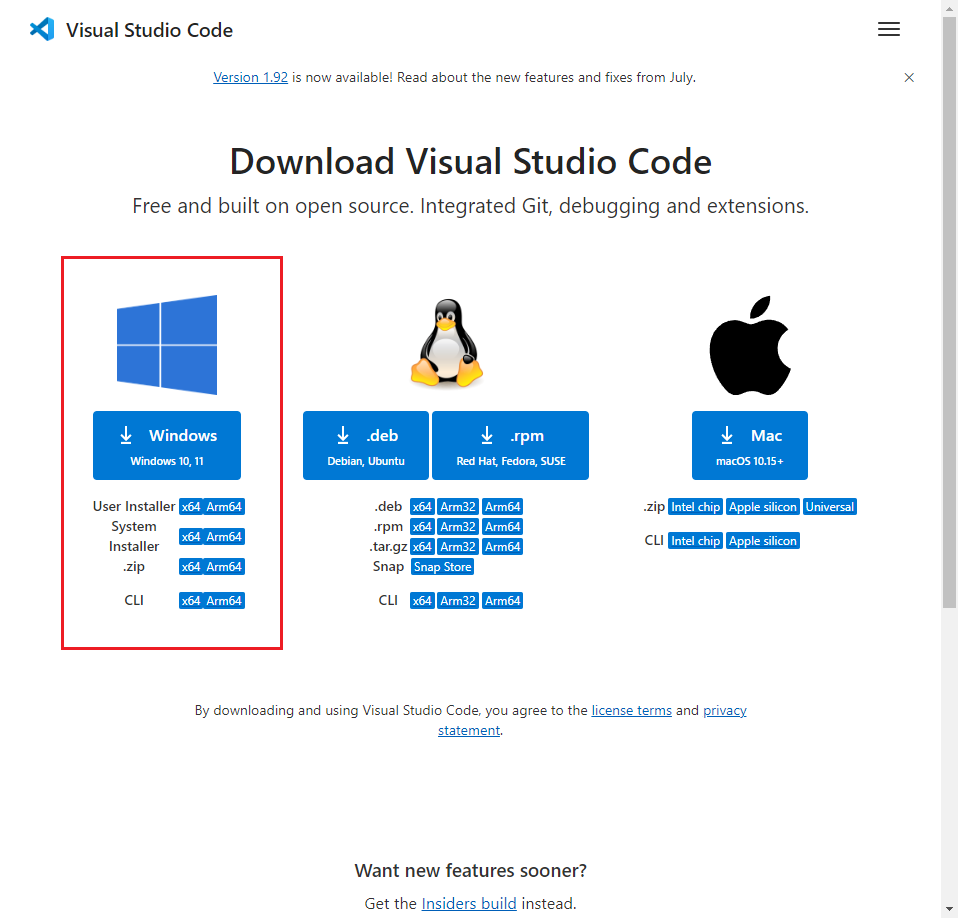 Visual Studio Code
Version 1.92 is now available! Read about the new features and fixes from July.
Download Visual Studio Code
Free and built on open source. Integrated Git, debugging and extensions.
Windows
Windows 10, 11
User Installer x64 Arm64
System
Installer x64 Arm64
.zip x64 Arm64
CLI x64 Arm64
.deb
Debian, Ubuntu
.rpm
Red Hat, Fedora, SUSE
.deb x64 Arm32 Arm64
.rpm x64 Arm32 Arm64
.tar.gz x64 Arm32 Arm64
Snap Snap Store
CLI x64 Arm32 Arm64
Mac
macOS 10.15+
.zip Intel chip Apple silicon Universal
CLI Intel chip Apple silicon
By downloading and using Visual Studio Code, you agree to the license terms and privacy
statement.
Want new features sooner?
Get the Insiders build instead.